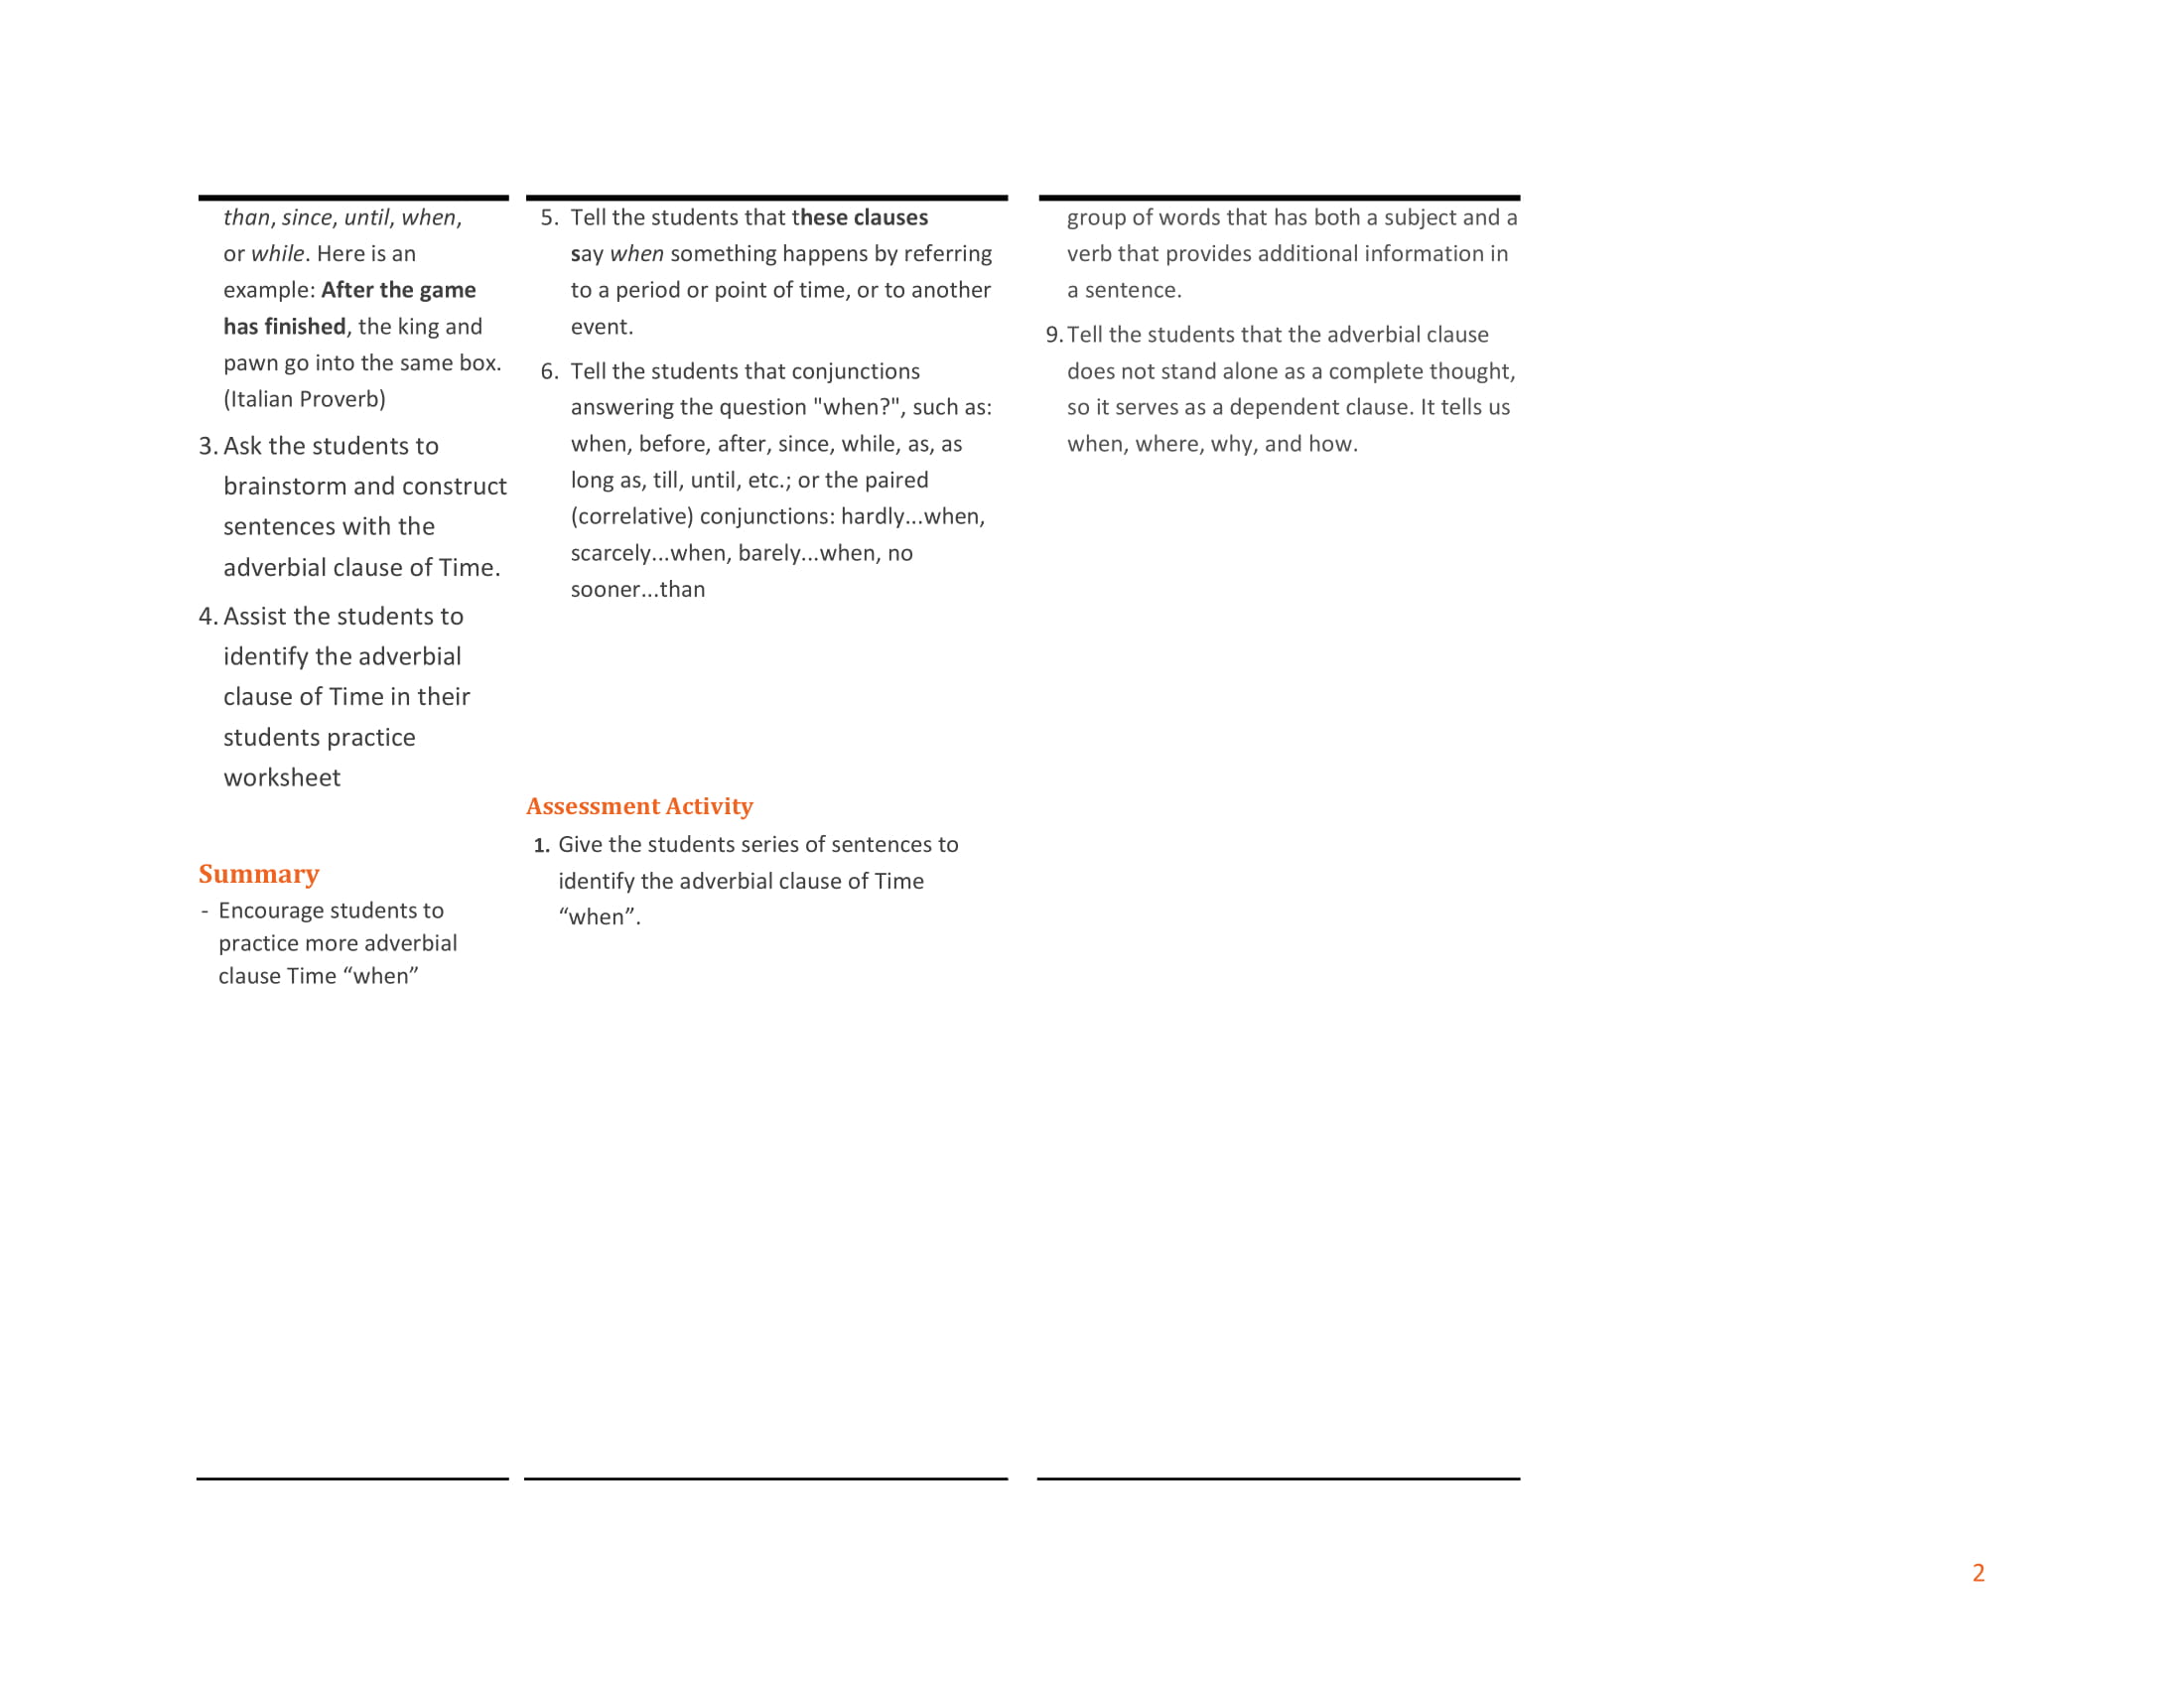 than, since, until, when,
or while. Here is an
example: After the game
has finished, the king and
pawn go into the same box.
(Italian Proverb)
3. Ask the students to
brainstorm and construct
sentences with the
adverbial clause of Time.
4. Assist the students to
identify the adverbial
clause of Time in their
students practice
worksheet
Summary
- Encourage students to
practice more adverbial
clause Time “when”
5. Tell the students that these clauses
say when something happens by referring
to a period or point of time, or to another
event.
6. Tell the students that conjunctions
answering the question "when?", such as:
when, before, after, since, while, as, as
long as, till, until, etc.; or the paired
(correlative) conjunctions: hardly...when,
scarcely...when, barely...when, no
sooner...than
Assessment Activity
1. Give the students series of sentences to
identify the adverbial clause of Time
“when”.
group of words that has both a subject and a
verb that provides additional information in
a sentence.
9. Tell the students that the adverbial clause
does not stand alone as a complete thought,
so it serves as a dependent clause. It tells us
when, where, why, and how.
2